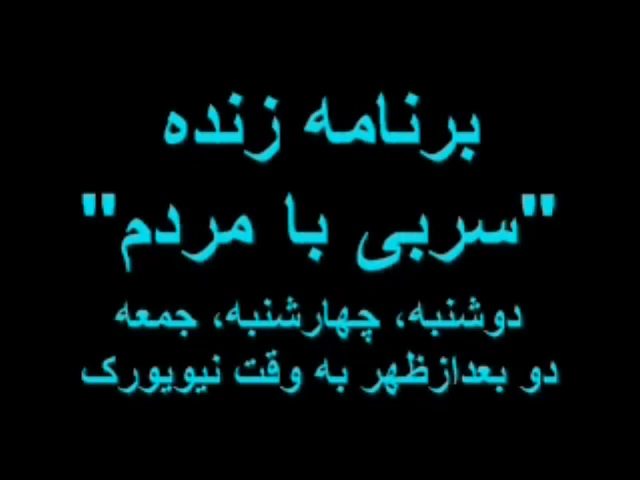 برنامه زنده
"سربی با مردم"
دوشنبه، چهارشنبه، جمعه
دو بعدازظهر به وقت نیویورک